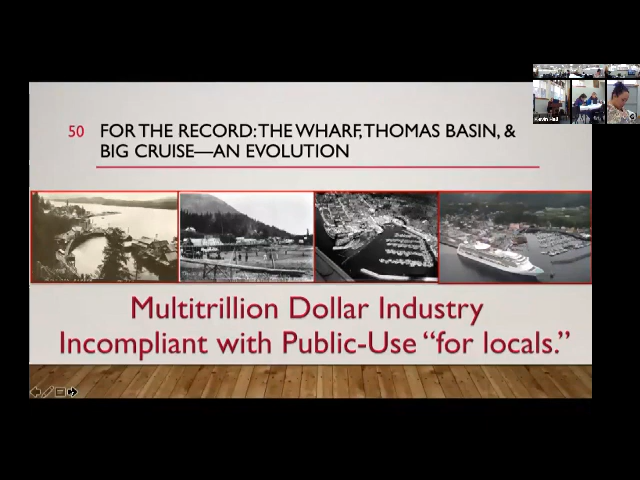 50 FOR THE RECORD: THE WHARF, THOMAS BASIN, &
BIG CRUISE—AN EVOLUTION
Multitrillion Dollar Industry
Incompliant with Public-Use “for locals.”
Kevin Hall